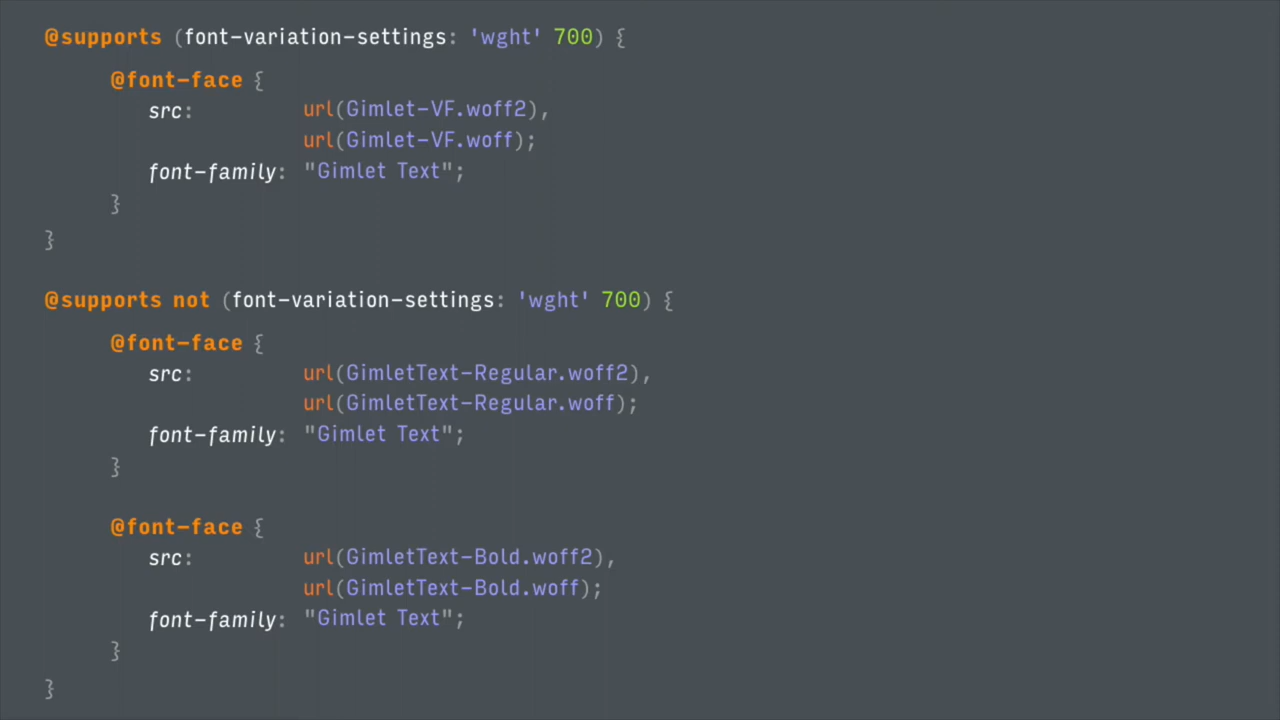 @supports (font-variation-settings: 'wght' 700) {
@font-face {
src: url(Gimlet-VF.woff2),
url(Gimlet-VF.woff);
font-family: "Gimlet Text";
}
}
@supports not (font-variation-settings: 'wght' 700) {
@font-face {
src: url(GimletText-Regular.woff2),
url(GimletText-Regular.woff);
font-family: "Gimlet Text";
}
@font-face {
src: url(GimletText-Bold.woff2),
url(GimletText-Bold.woff);
font-family: "Gimlet Text";
}
}